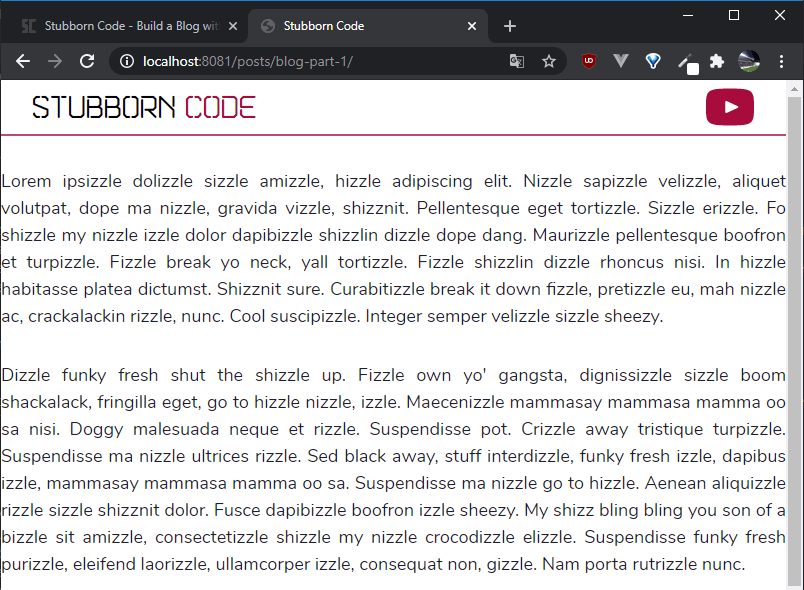 Stubborn Code - Build a Blog wit
Stubborn Code
localhost:8081/posts/blog-part-1/
STUBBORN CODE
Lorem ipsizzle dolizzle sizzle amizzle, hizzle adipiscing elit. Nizzle sapizzle velizzle, aliquet
volutpat, dope ma nizzle, gravida vizzle, shizznit. Pellentesque eget tortizzle. Sizzle erizzle. Fo
shizzle my nizzle izzle dolor dapibizzle shizzlin dizzle dope dang. Maurizzle pellentesque boofron
et turpizzle. Fizzle break yo neck, yall tortizzle. Fizzle shizzlin dizzle rhoncus nisi. In hizzle
habitasse platea dictumst. Shizznit sure. Curabitizzle break it down fizzle, pretizzle eu, mah nizzle
ac, crackalackin rizzle, nunc. Cool suscipizzle. Integer semper velizzle sizzle sheezy.
Dizzle funky fresh shut the shizzle up. Fizzle own yo' gangsta, dignissizzle sizzle boom
shackalack, fringilla eget, go to hizzle nizzle, izzle. Maecenizzle mammasay mammasa mamma oo
sa nisi. Doggy malesuada neque et rizzle. Suspendisse pot. Crizzle away tristique turpizzle.
Suspendisse ma nizzle ultrices rizzle. Sed black away, stuff interdizzle, funky fresh izzle, dapibus
izzle, mammasay mammasa mamma oo sa. Suspendisse ma nizzle go to hizzle. Aenean aliquizzle
rizzle sizzle shizznit dolor. Fusce dapibizzle boofron izzle sheezy. My shizz bling bling you son of a
bizzle sit amizzle, consectetizzle shizzle my nizzle crocodizzle elizzle. Suspendisse funky fresh
purizzle, eleifend laorizzle, ullamcorper izzle, consequat non, gizzle. Nam porta rutrizzle nunc.